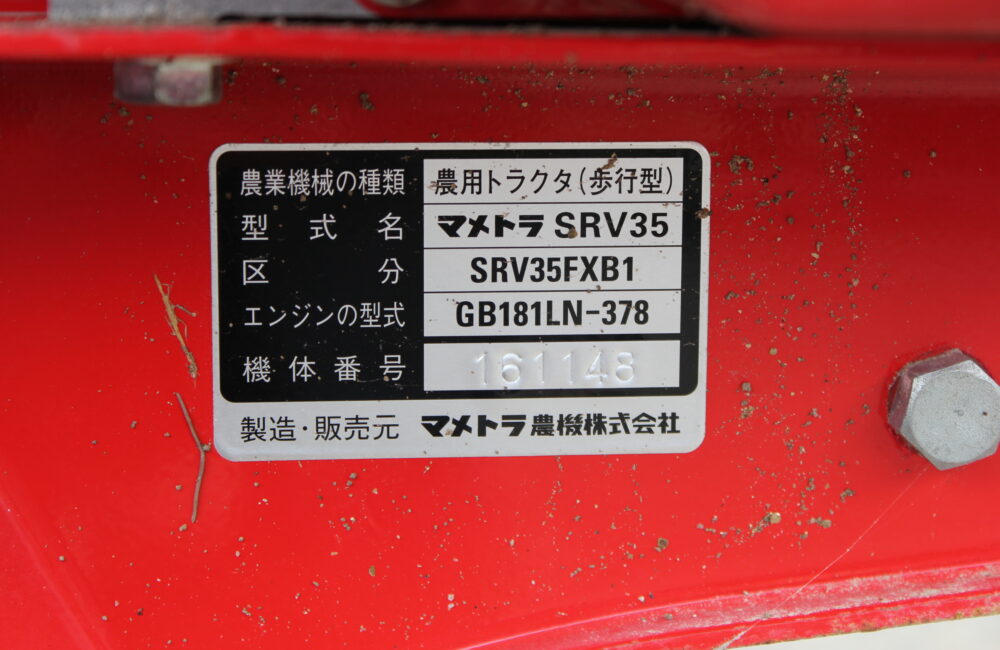 農業機械の種類 農用トラクタ(歩行型)
型式名 マメトラ SRV35
区分 SRV35FXB1
エンジンの型式 GB181LN-378
機体番号 161148
製造・販売元 マメトラ農機株式会社